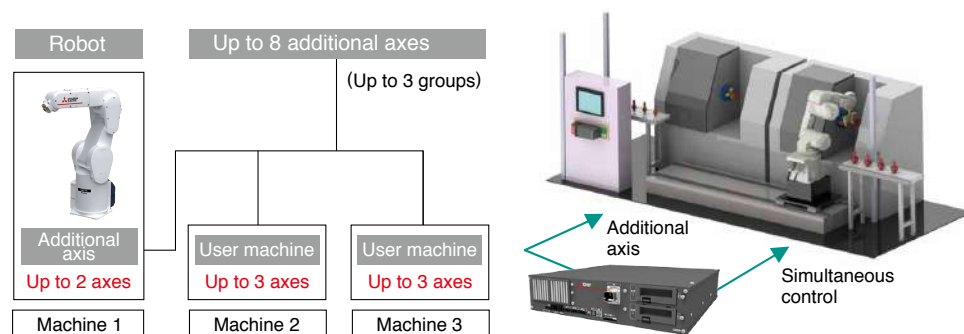 Robot
Up to 8 additional axes
(Up to 3 groups)
Additional
axis
Up to 2 axes
User machine
Up to 3 axes
User machine
Up to 3 axes
Machine 1
Machine 2
Machine 3
Additional
axis
Simultaneous
control